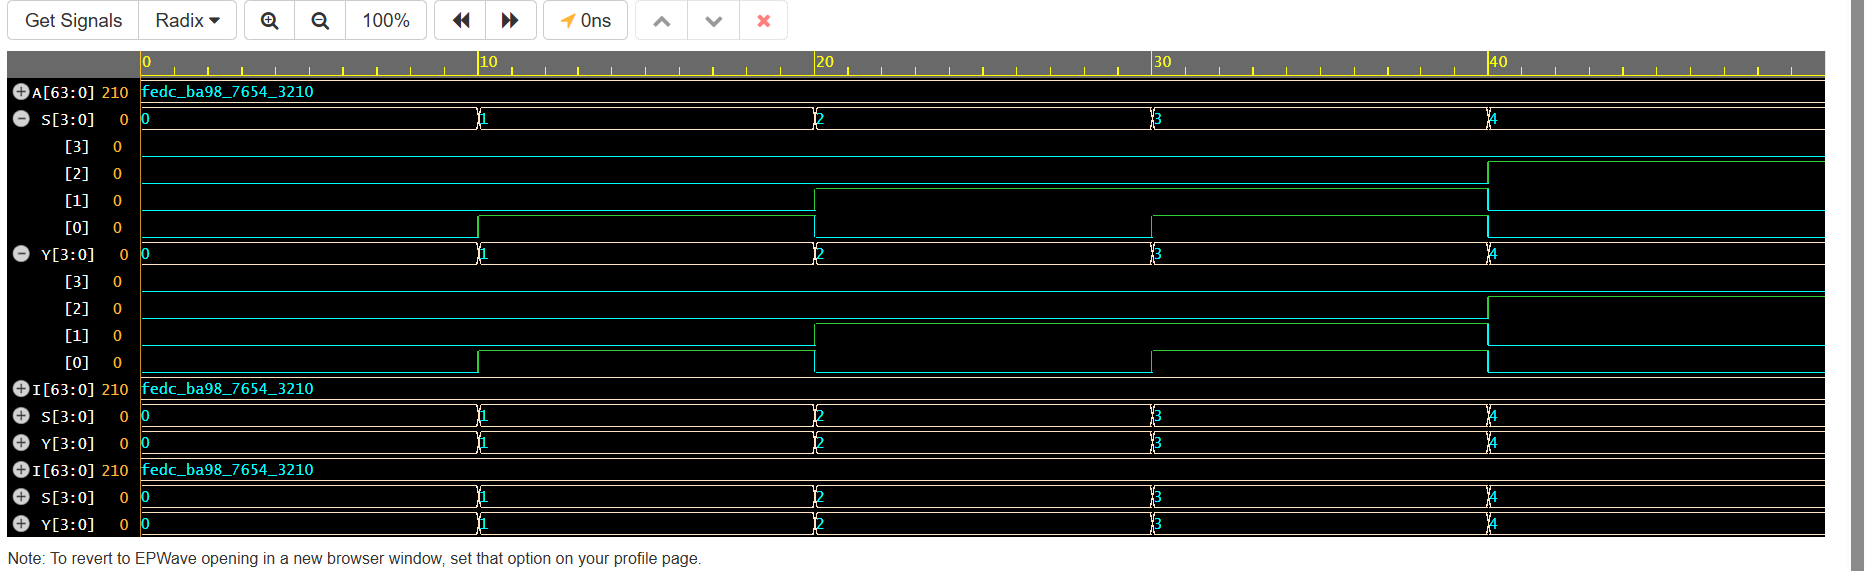 Get Signals Radix 100% 0ns
0 10 20 30 40
A[63:0] 210 fedc_ba98_7654_3210
S[3:0] 0 0 1 2 3 4
[3] 0
[2] 0
[1] 0
[0] 0
Y[3:0] 0 0 1 2 3 4
[3] 0
[2] 0
[1] 0
[0] 0
I[63:0] 210 fedc_ba98_7654_3210
S[3:0] 0 0 1 2 3 4
Y[3:0] 0 0 1 2 3 4
I[63:0] 210 fedc_ba98_7654_3210
S[3:0] 0 0 1 2 3 4
Y[3:0] 0 0 1 2 3 4
Note: To revert to EPWave opening in a new browser window, set that option on your profile page.